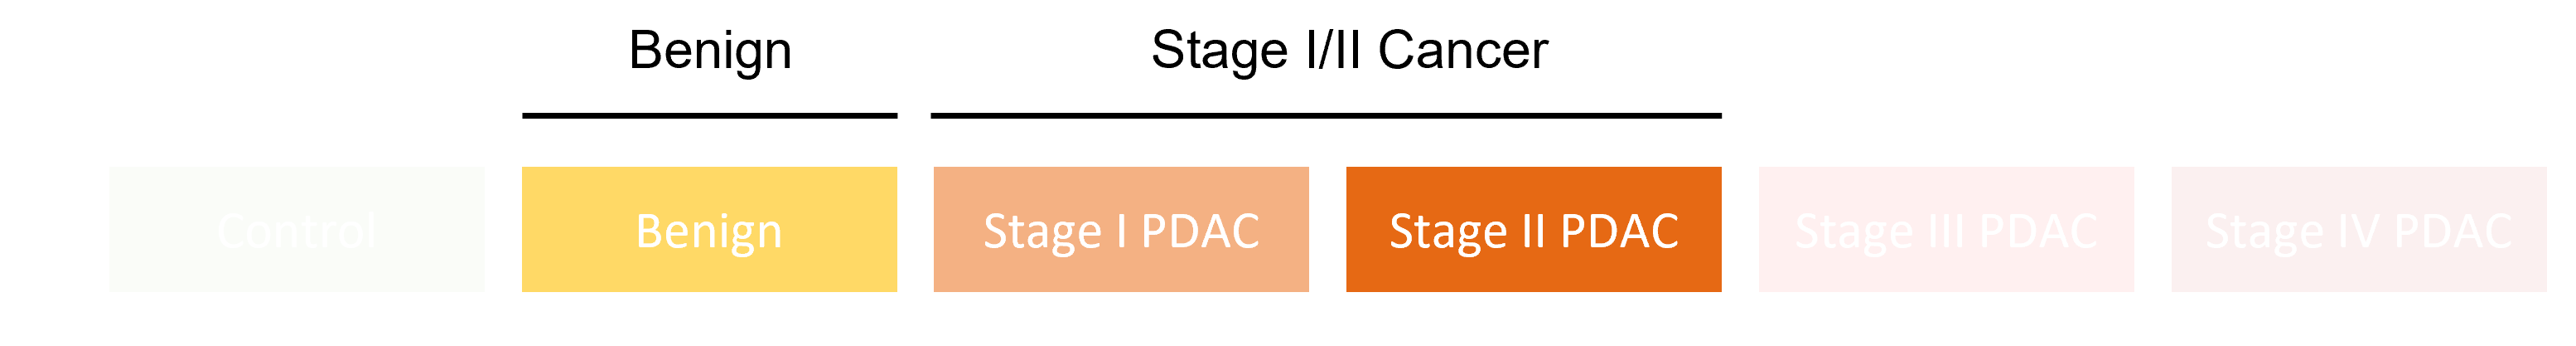 Benign Stage I/II Cancer
Control Benign Stage I PDAC Stage II PDAC Stage III PDAC Stage IV PDAC